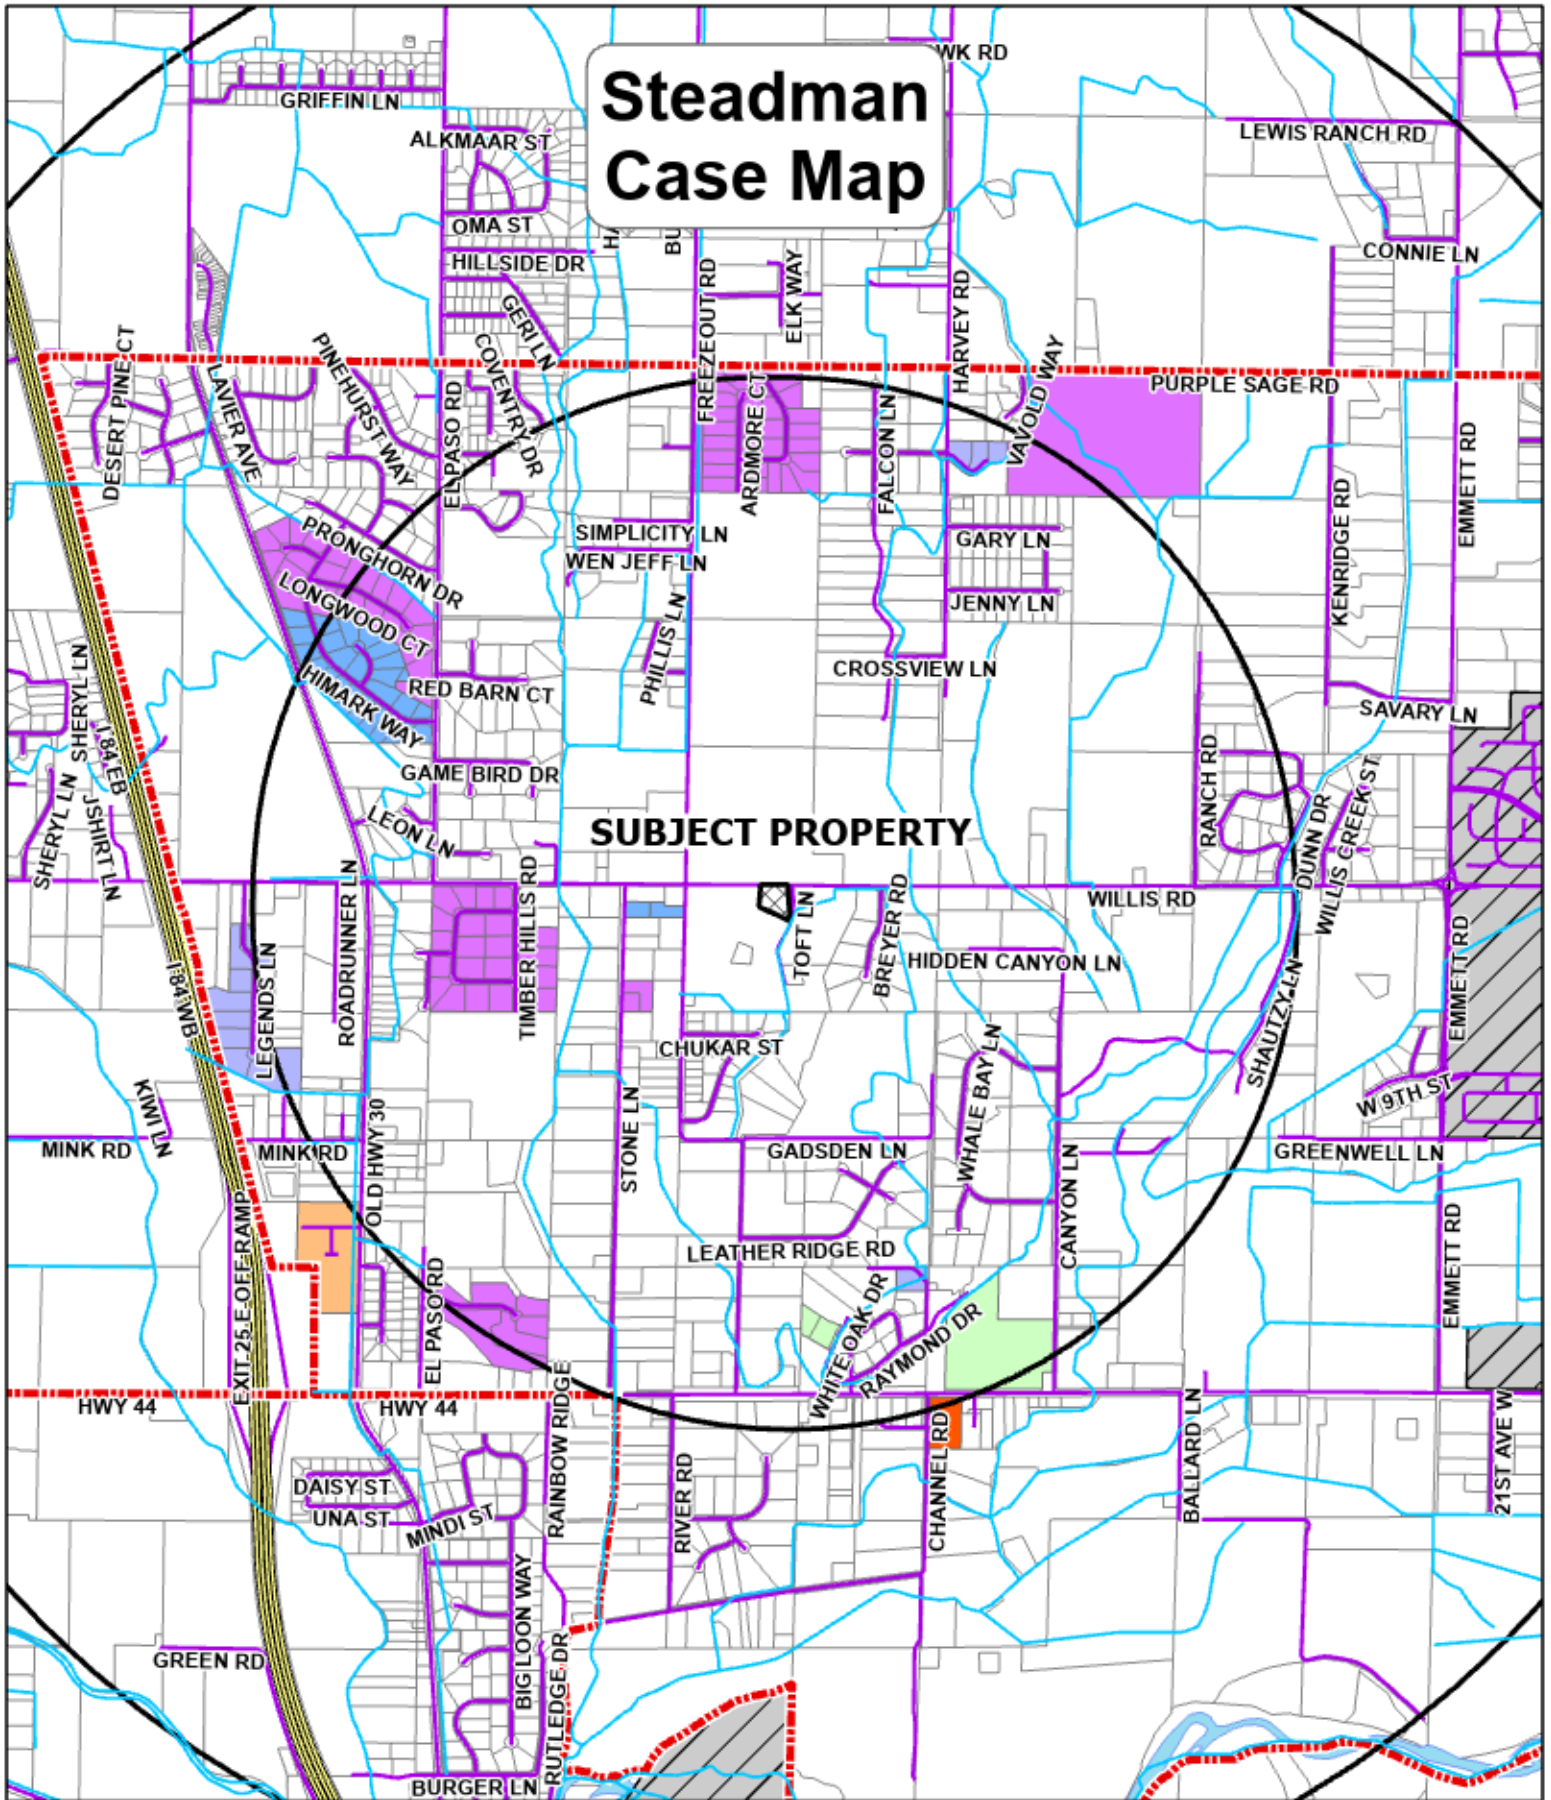 Steadman
Case Map
WK RD
GRIFFIN LN
ALKMAAR ST
LEWIS RANCH RD
OMA ST
HA
BU
HILLSIDE DR
CONNIE LN
GERI LN
FREEZEOUT RD
ELK WAY
HARVEY RD
DESERT PINE CT
LAVIER AVE
PINEHURST WAY
EL PASO RD
COVENTRY DR
ARDMORE CT
FALCON LN
VAVOLD WAY
PURPLE SAGE RD
KENRIDGE RD
EMMETT RD
PRONGHORN DR
SIMPLICITY LN
WEN JEFF LN
GARY LN
LONGWOOD CT
JENNY LN
PHILLIS LN
HIMARK WAY
RED BARN CT
CROSSVIEW LN
SHERYL LN
I 84 EB
SAVARY LN
GAME BIRD DR
RANCH RD
SHERYL LN
JSHIRT LN
LEON LN
SUBJECT PROPERTY
DUNN DR
WILLIS CREEK ST
ROADRUNNER LN
TIMBER HILLS RD
TOFT LN
BREYER RD
WILLIS RD
EMMETT RD
I 84 WB
LEGENDS LN
HIDDEN CANYON LN
CHUKAR ST
WHALE BAY LN
SHAUTZY LN
KIWI LN
W 9TH ST
MINK RD
MINK RD
OLD HWY 30
STONE LN
GADSDEN LN
CANYON LN
GREENWELL LN
EXIT 25 E OFF RAMP
EL PASO RD
LEATHER RIDGE RD
EMMETT RD
WHITE OAK DR
RAYMOND DR
HWY 44
HWY 44
RAINBOW RIDGE
CHANNEL RD
BALLARD LN
21ST AVE W
DAISY ST
UNA ST
MINDI ST
RIVER RD
BIG LOON WAY
GREEN RD
RUTLEDGE DR
BURGER LN